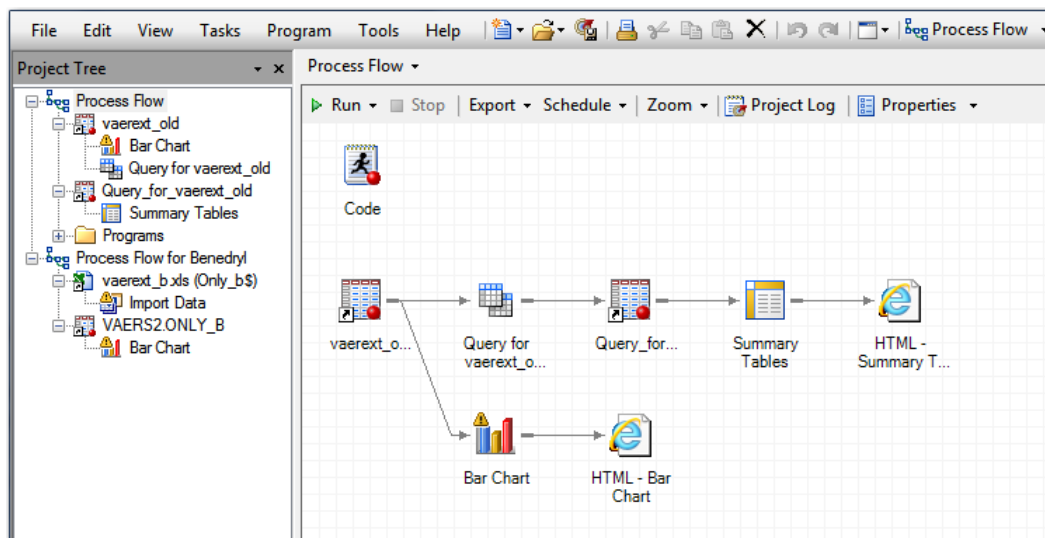 File Edit View Tasks Program Tools Help Process Flow
Project Tree
Process Flow
Process Flow
vaerext_old
Bar Chart
Query for vaerext_old
Query_for_vaerext_old
Summary Tables
Programs
Process Flow for Benedryl
vaerext_b.xls (Only_b$)
Import Data
VAERS2.ONLY_B
Bar Chart
Run Stop Export Schedule Zoom Project Log Properties
Code
vaerext_o...
Query for
vaerext_o...
Query_for...
Summary
Tables
HTML -
Summary T...
Bar Chart
HTML - Bar
Chart